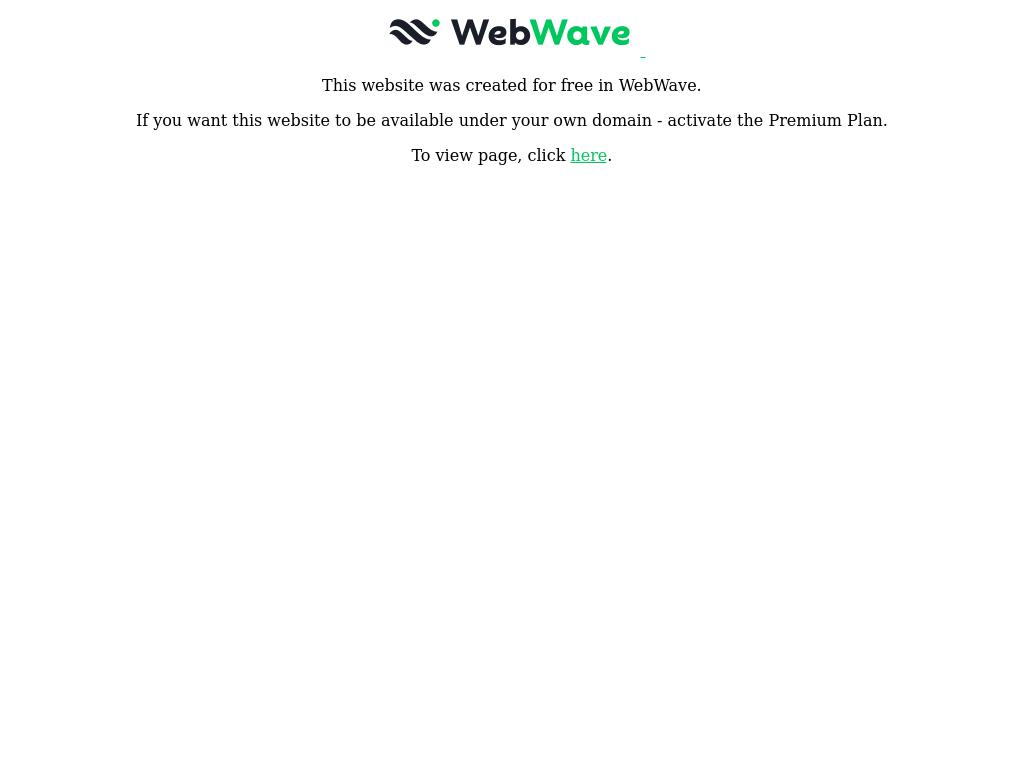 WebWave
This website was created for free in WebWave.
If you want this website to be available under your own domain - activate the Premium Plan.
To view page, click here.